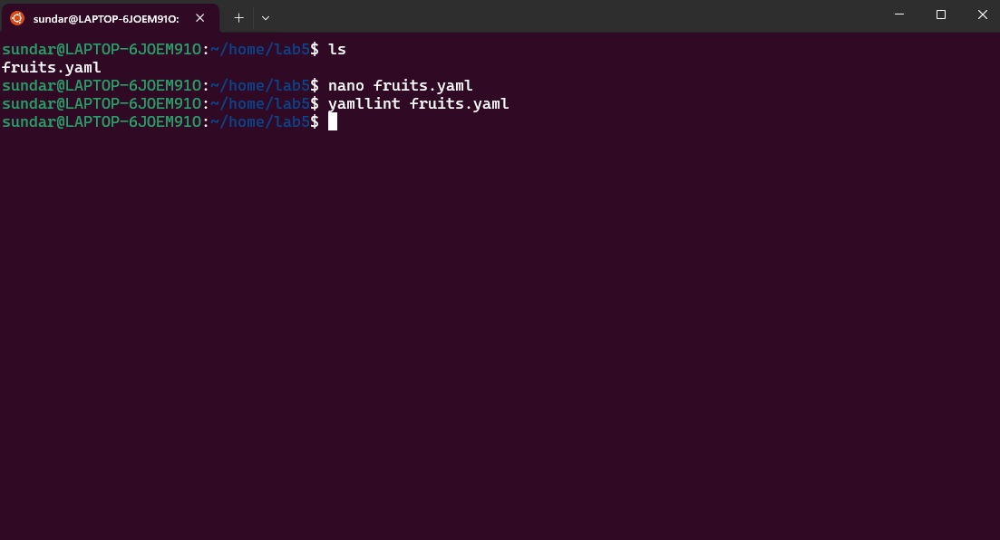 sundar@LAPTOP-6JOEM91O:
sundar@LAPTOP-6JOEM91O:~/home/lab5$ ls
fruits.yaml
sundar@LAPTOP-6JOEM91O:~/home/lab5$ nano fruits.yaml
sundar@LAPTOP-6JOEM91O:~/home/lab5$ yamllint fruits.yaml
sundar@LAPTOP-6JOEM91O:~/home/lab5$